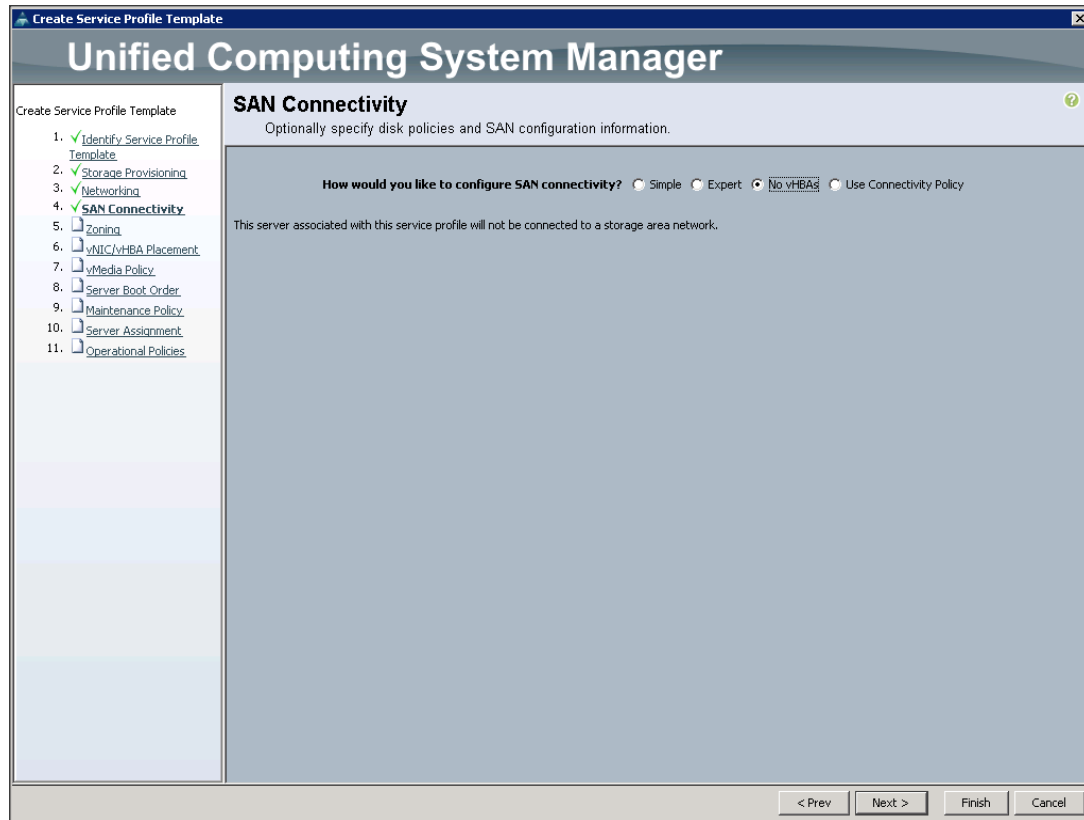 Create Service Profile Template
Unified Computing System Manager
Create Service Profile Template
1. Identify Service Profile
Template
2. Storage Provisioning
3. Networking
4. SAN Connectivity
5. Zoning
6. vNIC/vHBA Placement
7. vMedia Policy
8. Server Boot Order
9. Maintenance Policy
10. Server Assignment
11. Operational Policies
SAN Connectivity
Optionally specify disk policies and SAN configuration information.
How would you like to configure SAN connectivity? Simple Expert No vHBAs Use Connectivity Policy
This server associated with this service profile will not be connected to a storage area network.
< Prev Next > Finish Cancel